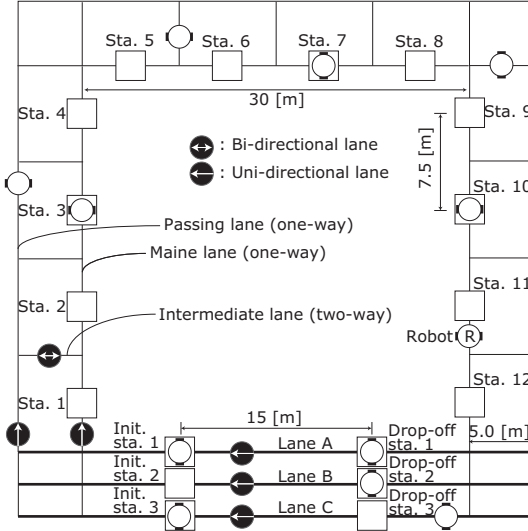 Sta. 5
Sta. 6
Sta. 7
Sta. 8
30 [m]
Sta. 4
Sta. 9
7.5 [m]
: Bi-directional lane
: Uni-directional lane
Sta. 3
Sta. 10
Passing lane (one-way)
Maine lane (one-way)
Sta. 2
Sta. 11
Intermediate lane (two-way)
Robot
R
Sta. 1
Sta. 12
15 [m]
5.0 [m]
Init.
sta. 1
Lane A
Drop-off
sta. 1
Init.
sta. 2
Lane B
Drop-off
sta. 2
Init.
sta. 3
Lane C
Drop-off
sta. 3